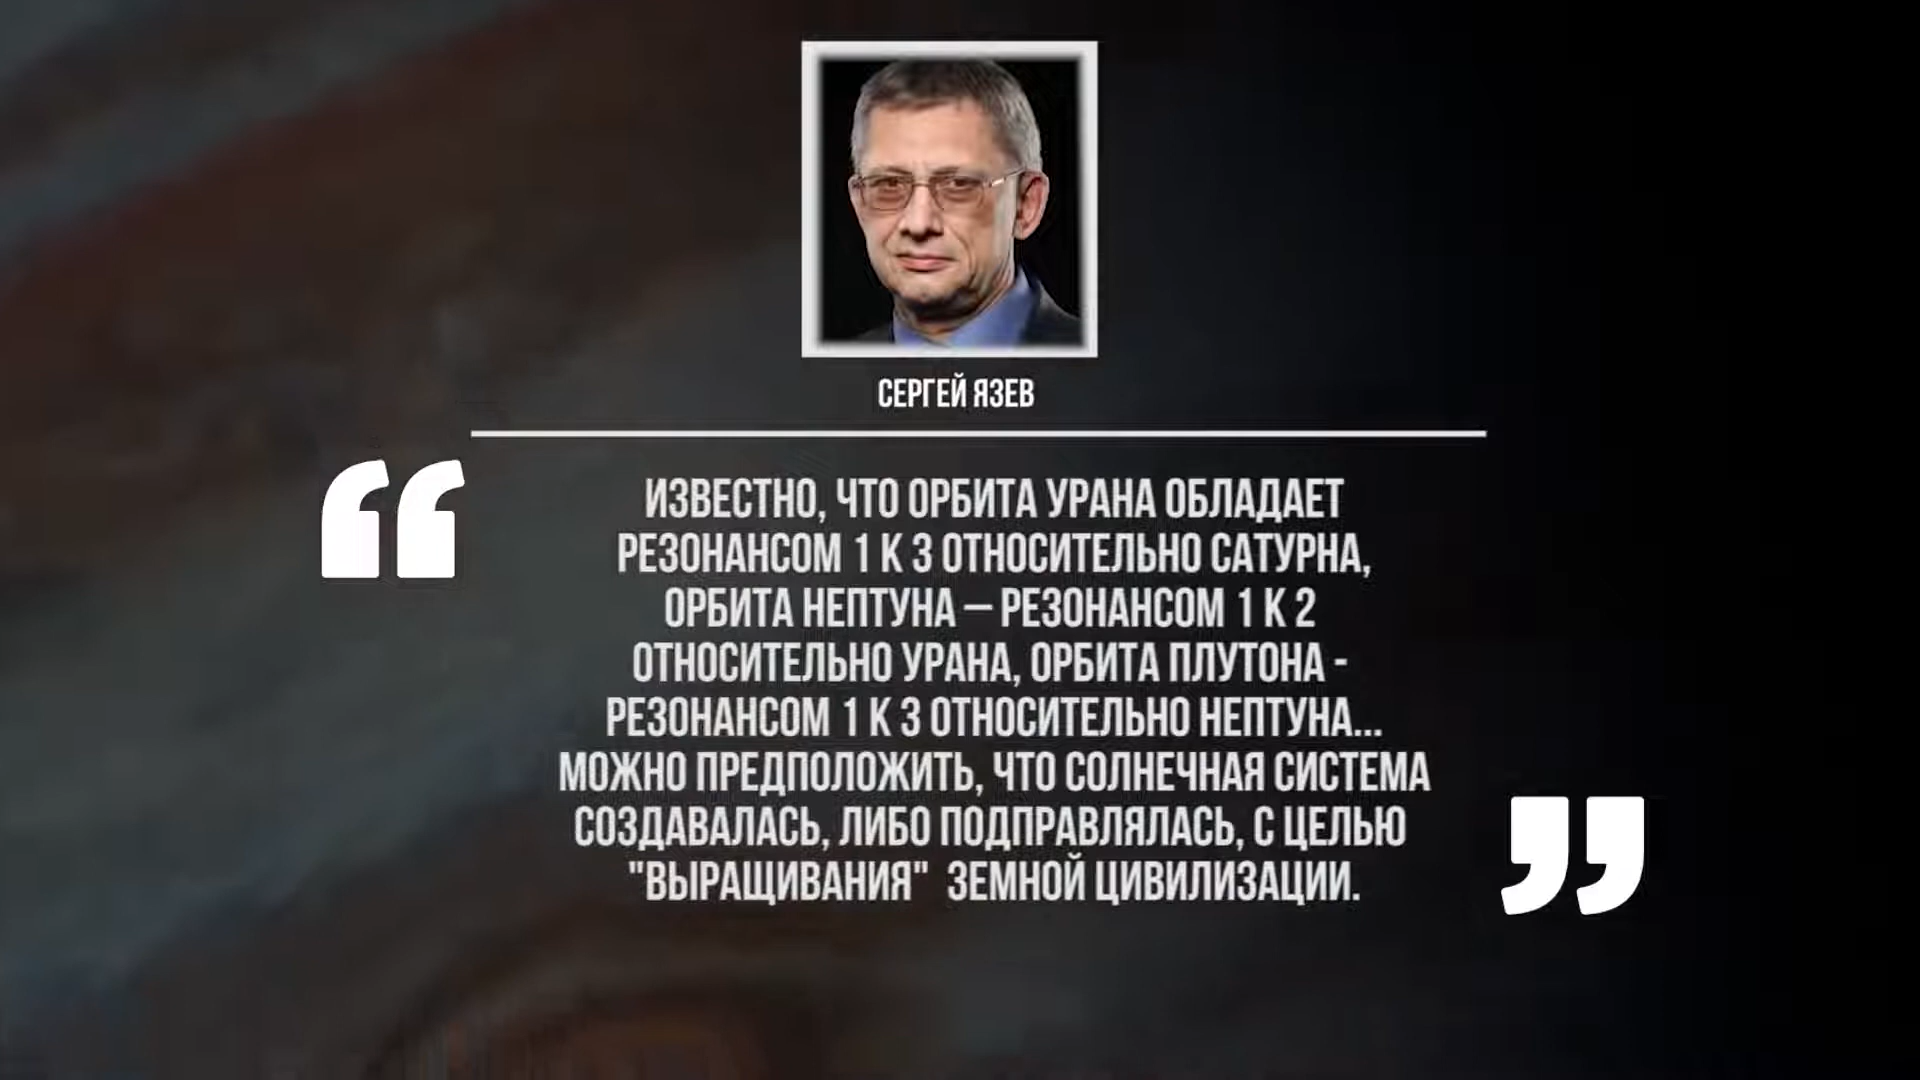 СЕРГЕЙ ЯЗЕВ
“
ИЗВЕСТНО, ЧТО ОРБИТА УРАНА ОБЛАДАЕТ
РЕЗОНАНСОМ 1 К 3 ОТНОСИТЕЛЬНО САТУРНА,
ОРБИТА НЕПТУНА – РЕЗОНАНСОМ 1 К 2
ОТНОСИТЕЛЬНО УРАНА, ОРБИТА ПЛУТОНА -
РЕЗОНАНСОМ 1 К 3 ОТНОСИТЕЛЬНО НЕПТУНА...
МОЖНО ПРЕДПОЛОЖИТЬ, ЧТО СОЛНЕЧНАЯ СИСТЕМА
СОЗДАВАЛАСЬ, ЛИБО ПОДПРАВЛЯЛАСЬ, С ЦЕЛЬЮ
"ВЫРАЩИВАНИЯ" ЗЕМНОЙ ЦИВИЛИЗАЦИИ.
”